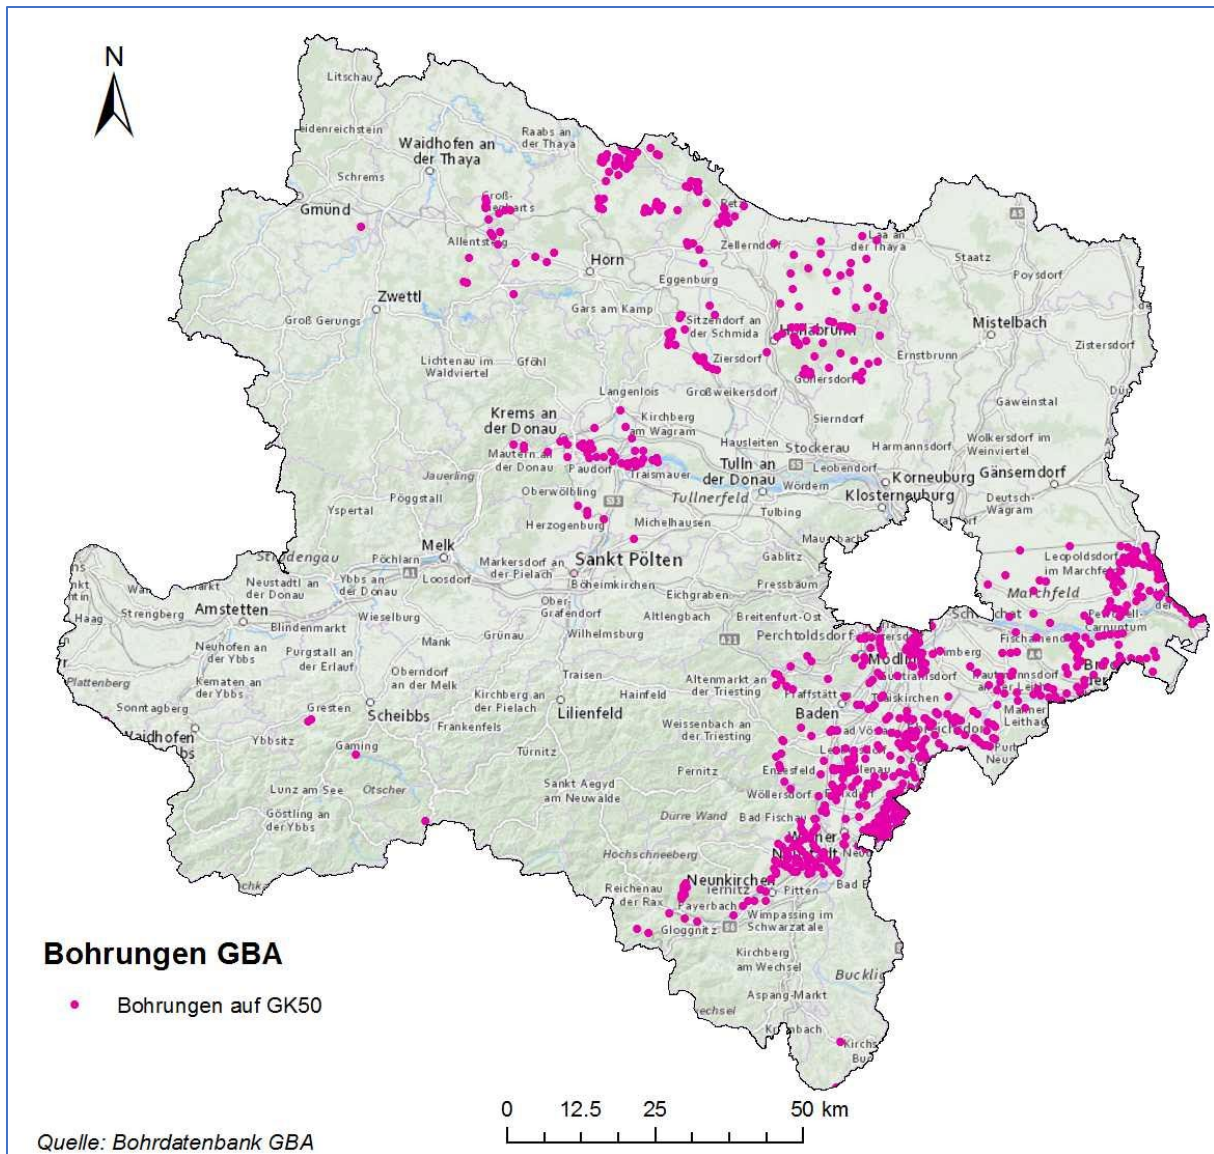 N
Litschau
Raabs an
der Thaya
Waidhofen an
der Thaya
Schrems
Gmünd
Allentsteig
Horn
Zellerndorf
Laa an
der Thaya
A5
Staatz
Poysdorf
Eggenburg
Zwettl
Gars am Kamp
Groß Gerungs
Sitzendorf an
der Schmida
Mistelbach
Zistersdorf
Lichtenau im
Waldviertel
Gföhl
Ziersdorf
Ernstbrunn
Göllersdorf
Langenlois
Großweikersdorf
Gaweinstal
Krems an
der Donau
Kirchberg
am Wagram
Sierndorf
Hausleiten
Stockerau
Harmannsdorf
Wolkersdorf im
Weinviertel
Mautern an
der Donau
Paudorf
Traismauer
Tulln an
der Donau
S5
Leobendorf
Korneuburg
Gänserndorf
Jauerling
Wördern
Klosterneuburg
Deutsch-
Wagram
Pöggstall
Oberwölbling
Tullnerfeld
Tulbing
Yspertal
Herzogenburg
Michelhausen
Melk
Markersdorf an
der Pielach
Sankt Pölten
Gablitz
Leopoldsdorf
im Marchfeld
Pöchlarn
A1
Loosdorf
Böheimkirchen
Pressbaum
Marchfeld
Neustadtl an
der Donau
Ybbs an
der Donau
Strengberg
Amstetten
Haag
Blindenmarkt
Wieselburg
Ober-
Grafendorf
Eichgraben
Altlengbach
Breitenfurt-Ost
Carnuntum
Mank
Grünau
Wilhelmsburg
A21
Perchtoldsdorf
Fischamend
A4
Neuhofen an
der Ybbs
Purgstall an
der Erlauf
Oberndorf
an der Melk
Traisen
Altenmarkt an
der Triesting
Plattenberg
Kematen an
der Ybbs
Kirchberg an
der Pielach
Hainfeld
Pfaffstätt
Traiskirchen
Sonntagberg
Gresten
Scheibbs
Lilienfeld
Baden
Frankenfels
Weissenbach an
der Triesting
Ybbsitz
Gaming
Türnitz
Enzesfeld
Pernitz
Lunz am See
Ötscher
Sankt Aegyd
am Neuwalde
Wöllersdorf
Göstling an
der Ybbs
Dürre Wand
Bad Fischau
Hochschneeberg
Reichenau
der Rax
Neunkirchen
Ternitz
Pitten
Payerbach
Gloggnitz
S6
Wimpassing im
Schwarzatale
Kirchberg
am Wechsel
Aspang-Markt
Bohrungen GBA
Bohrungen auf GK50
0 12.5 25 50 km
Quelle: Bohrdatenbank GBA